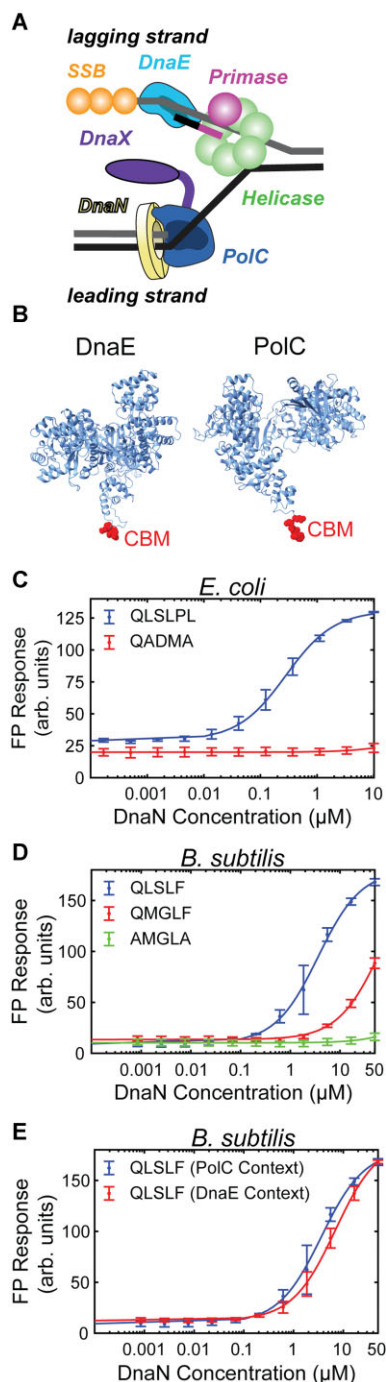 A
lagging strand
SSB
DnaE
Primase
DnaX
DnaN
Helicase
PolC
leading strand
B
DnaE
PolC
CBM
CBM
C
E. coli
QLSLPL
QADMA
FP Response
(arb. units)
125
100
75
50
25
0
0.001
0.01
0.1
1
10
DnaN Concentration (µM)
D
B. subtilis
QLSLF
QMGLF
AMGLA
FP Response
(arb. units)
150
100
50
0
0.001
0.01
0.1
1
10
50
DnaN Concentration (µM)
E
B. subtilis
QLSLF (PolC Context)
QLSLF (DnaE Context)
FP Response
(arb. units)
150
100
50
0
0.001
0.01
0.1
1
10
50
DnaN Concentration (µM)